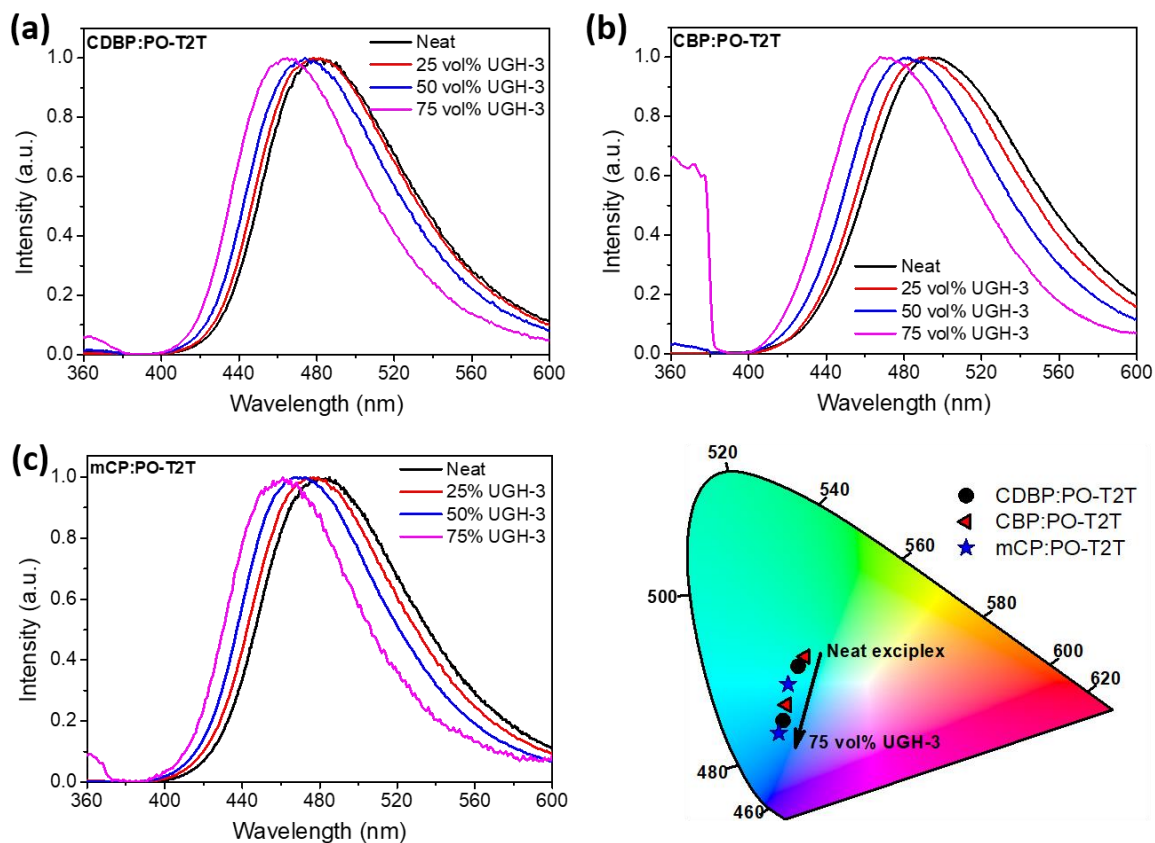 (a)
CDBP:PO-T2T
Neat
25 vol% UGH-3
50 vol% UGH-3
75 vol% UGH-3
1.0
0.8
0.6
0.4
0.2
0.0
Intensity (a.u.)
360 400 440 480 520 560 600
Wavelength (nm)
(b)
CBP:PO-T2T
Neat
25 vol% UGH-3
50 vol% UGH-3
75 vol% UGH-3
1.0
0.8
0.6
0.4
0.2
0.0
Intensity (a.u.)
360 400 440 480 520 560 600
Wavelength (nm)
(c)
mCP:PO-T2T
Neat
25% UGH-3
50% UGH-3
75% UGH-3
1.0
0.8
0.6
0.4
0.2
0.0
Intensity (a.u.)
360 400 440 480 520 560 600
Wavelength (nm)
520
540
560
580
600
620
500
480
460
CDBP:PO-T2T
CBP:PO-T2T
mCP:PO-T2T
Neat exciplex
75 vol% UGH-3